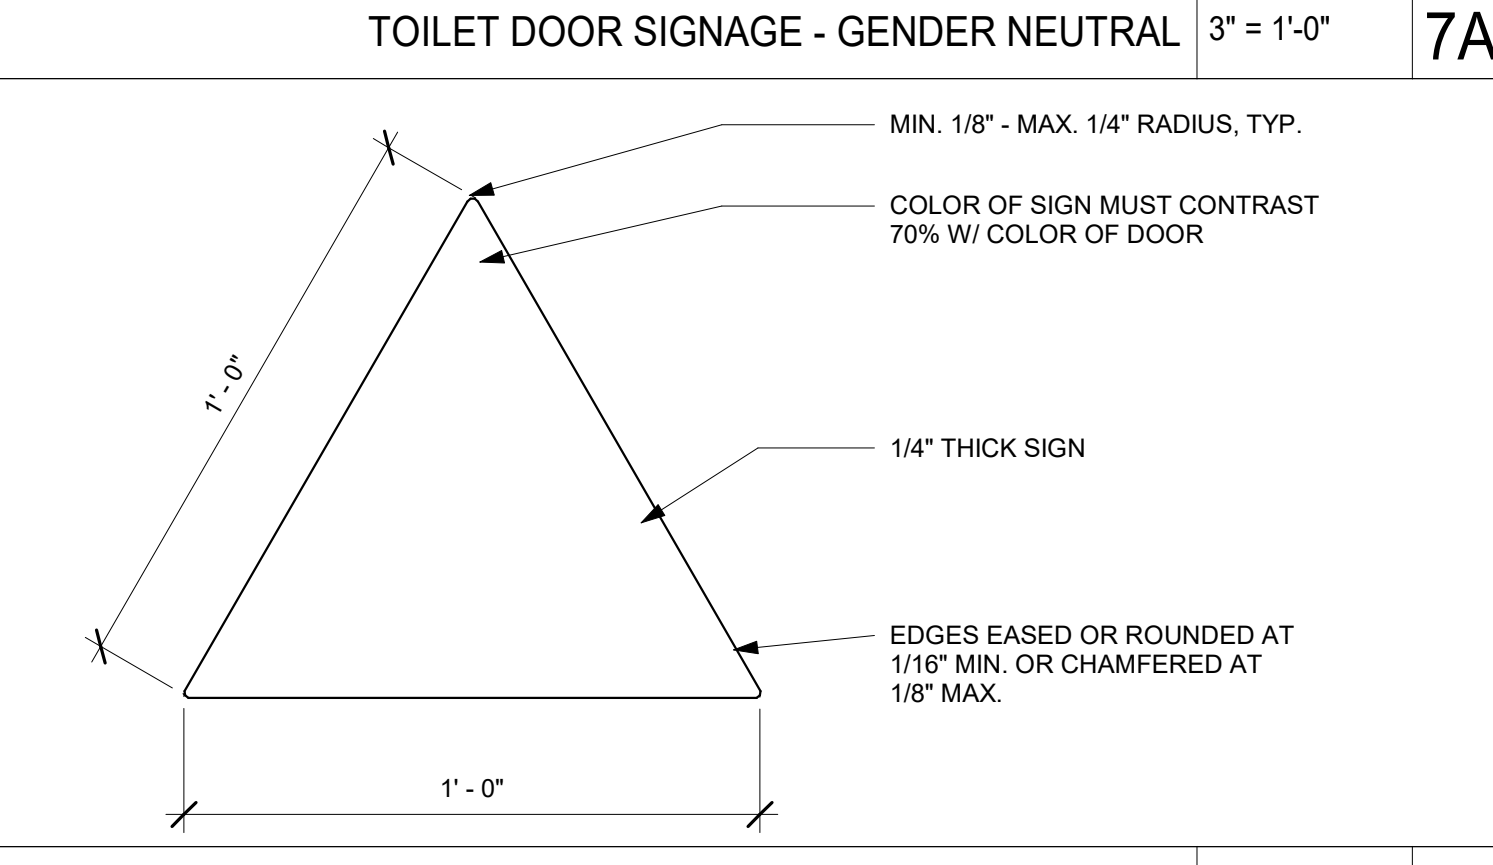 TOILET DOOR SIGNAGE - GENDER NEUTRAL
3" = 1'-0"
7A
MIN. 1/8" - MAX. 1/4" RADIUS, TYP.
COLOR OF SIGN MUST CONTRAST
70% W/ COLOR OF DOOR
1' - 0"
1/4" THICK SIGN
EDGES EASED OR ROUNDED AT
1/16" MIN. OR CHAMFERED AT
1/8" MAX.
1' - 0"